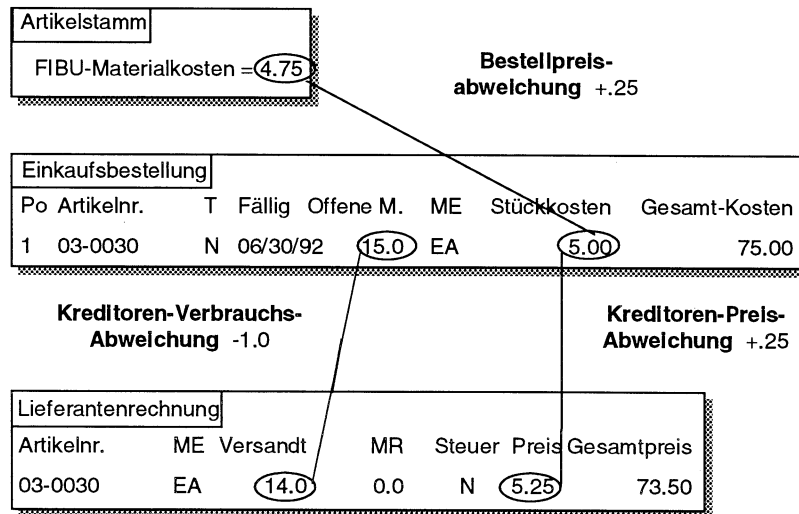 Artikelstamm
FIBU-Materialkosten = 4.75
Bestellpreis-
abweichung +.25
Einkaufsbestellung
Po Artikelnr. T Fällig Offene M. ME Stückkosten Gesamt-Kosten
1 03-0030 N 06/30/92 15.0 EA 5.00 75.00
Kreditoren-Verbrauchs-
Abweichung -1.0
Kreditoren-Preis-
Abweichung +.25
Lieferantenrechnung
Artikelnr. ME Versandt MR Steuer Preis Gesamtpreis
03-0030 EA 14.0 0.0 N 5.25 73.50